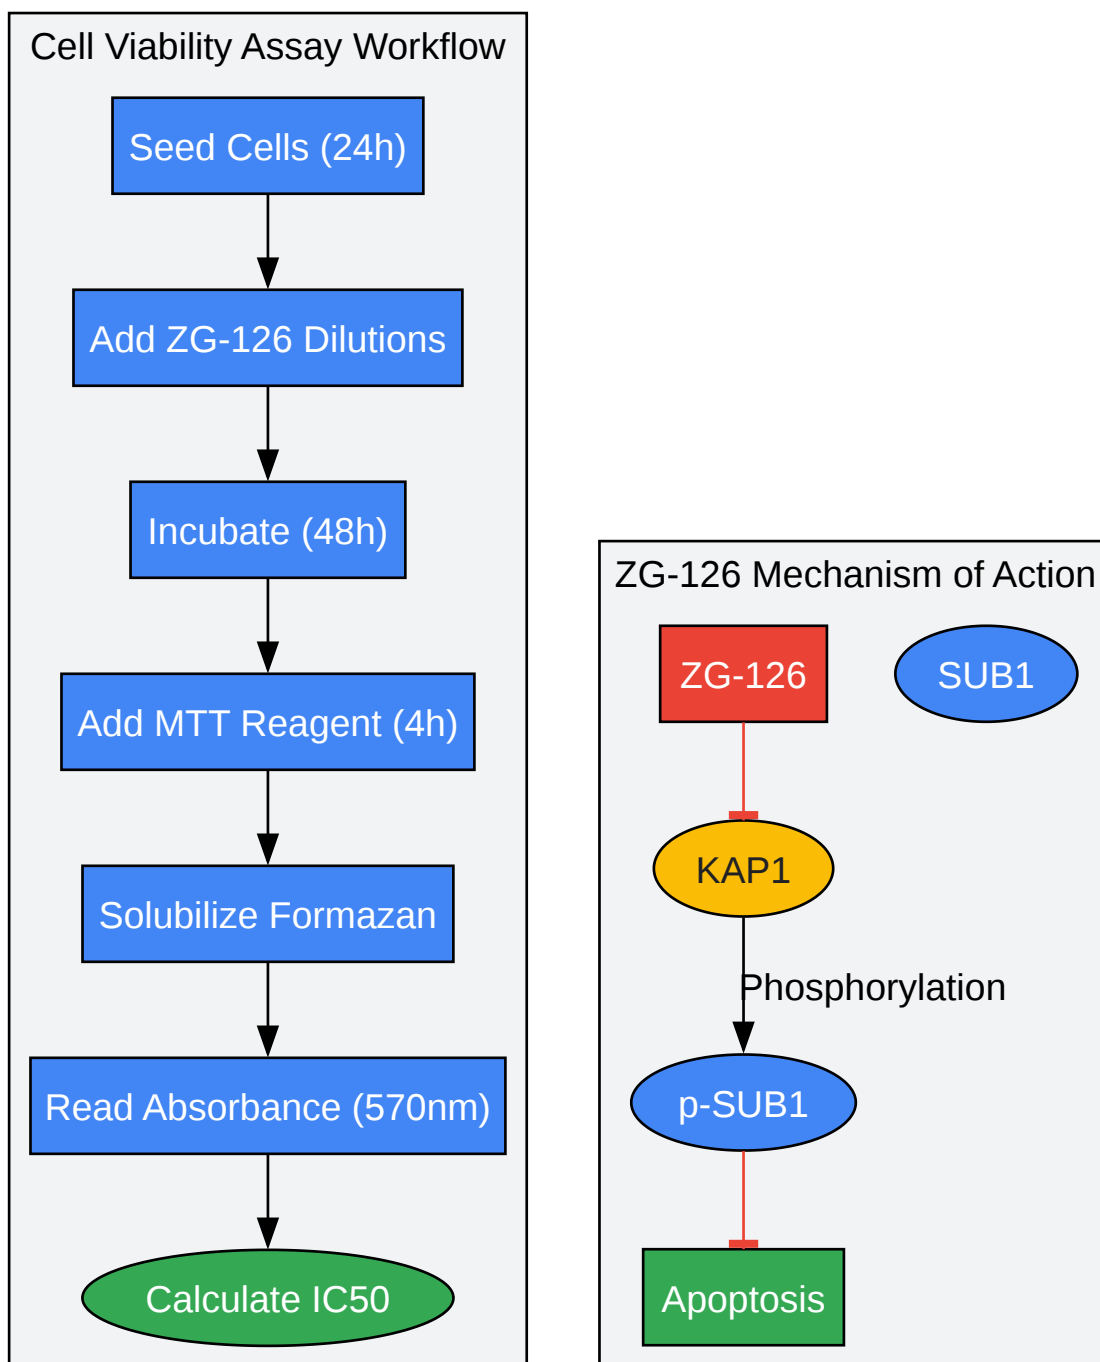 Cell Viability Assay Workflow
Seed Cells (24h)
Add ZG-126 Dilutions
Incubate (48h)
Add MTT Reagent (4h)
Solubilize Formazan
Read Absorbance (570nm)
Calculate IC50
ZG-126 Mechanism of Action
ZG-126
SUB1
KAP1
Phosphorylation
p-SUB1
Apoptosis